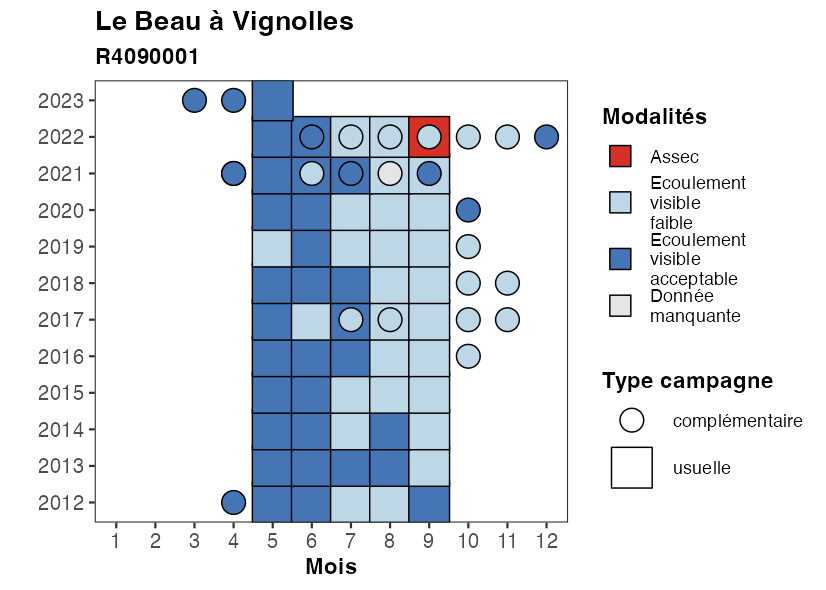 Le Beau à Vignolles
R4090001
2023
2022
2021
2020
2019
2018
2017
2016
2015
2014
2013
2012
1 2 3 4 5 6 7 8 9 10 11 12
Mois
Modalités
Assec
Ecoulement
visible
faible
Ecoulement
visible
acceptable
Donnée
manquante
Type campagne
complémentaire
usuelle